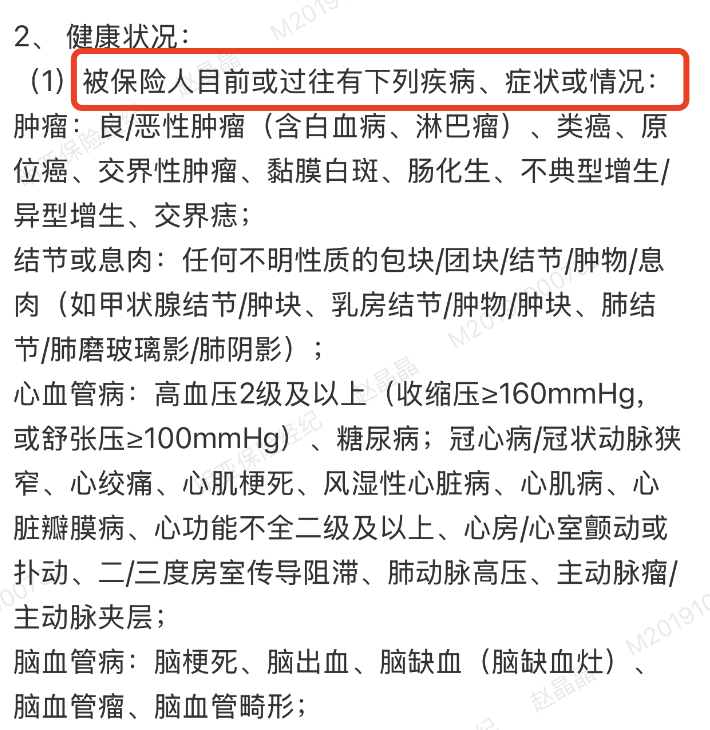 2、 健康状况：
（1）被保险人目前或过往有下列疾病、症状或情况：
肿瘤：良/恶性肿瘤（含白血病、淋巴瘤）、类癌、原
位癌、交界性肿瘤、黏膜白斑、肠化生、不典型增生/
异型增生、交界痣；
结节或息肉：任何不明性质的包块/团块/结节/肿物/息
肉（如甲状腺结节/肿块、乳房结节/肿物/肿块、肺结
节/肺磨玻璃影/肺阴影）；
心血管病：高血压2级及以上（收缩压≥160mmHg，
或舒张压≥100mmHg）、糖尿病；冠心病/冠状动脉狭
窄、心绞痛、心肌梗死、风湿性心脏病、心肌病、心
脏瓣膜病、心功能不全二级及以上、心房/心室颤动或
扑动、二/三度房室传导阻滞、肺动脉高压、主动脉瘤/
主动脉夹层；
脑血管病：脑梗死、脑出血、脑缺血（脑缺血灶）、
脑血管瘤、脑血管畸形；